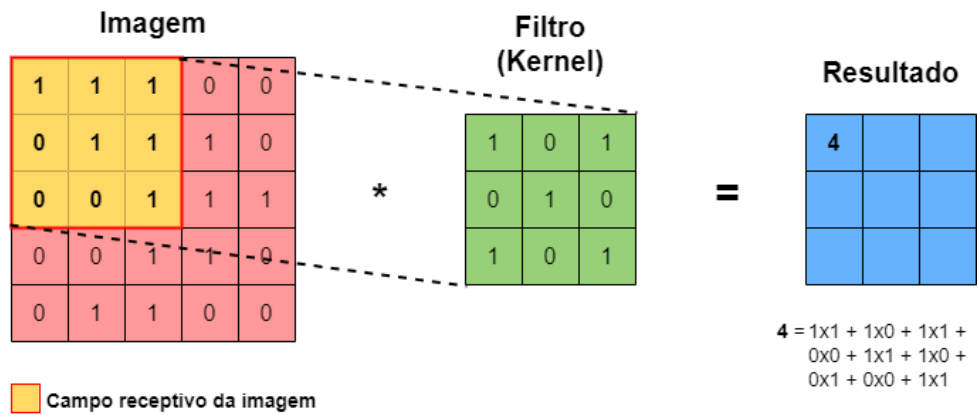 Imagem
Filtro
(Kernel)
Resultado
1 1 1 0 0
0 1 1 1 0
0 0 1 1 1
0 0 1 1 0
0 1 1 0 0
*
1 0 1
0 1 0
1 0 1
=
4
4 = 1x1 + 1x0 + 1x1 +
0x0 + 1x1 + 1x0 +
0x1 + 0x0 + 1x1
Campo receptivo da imagem